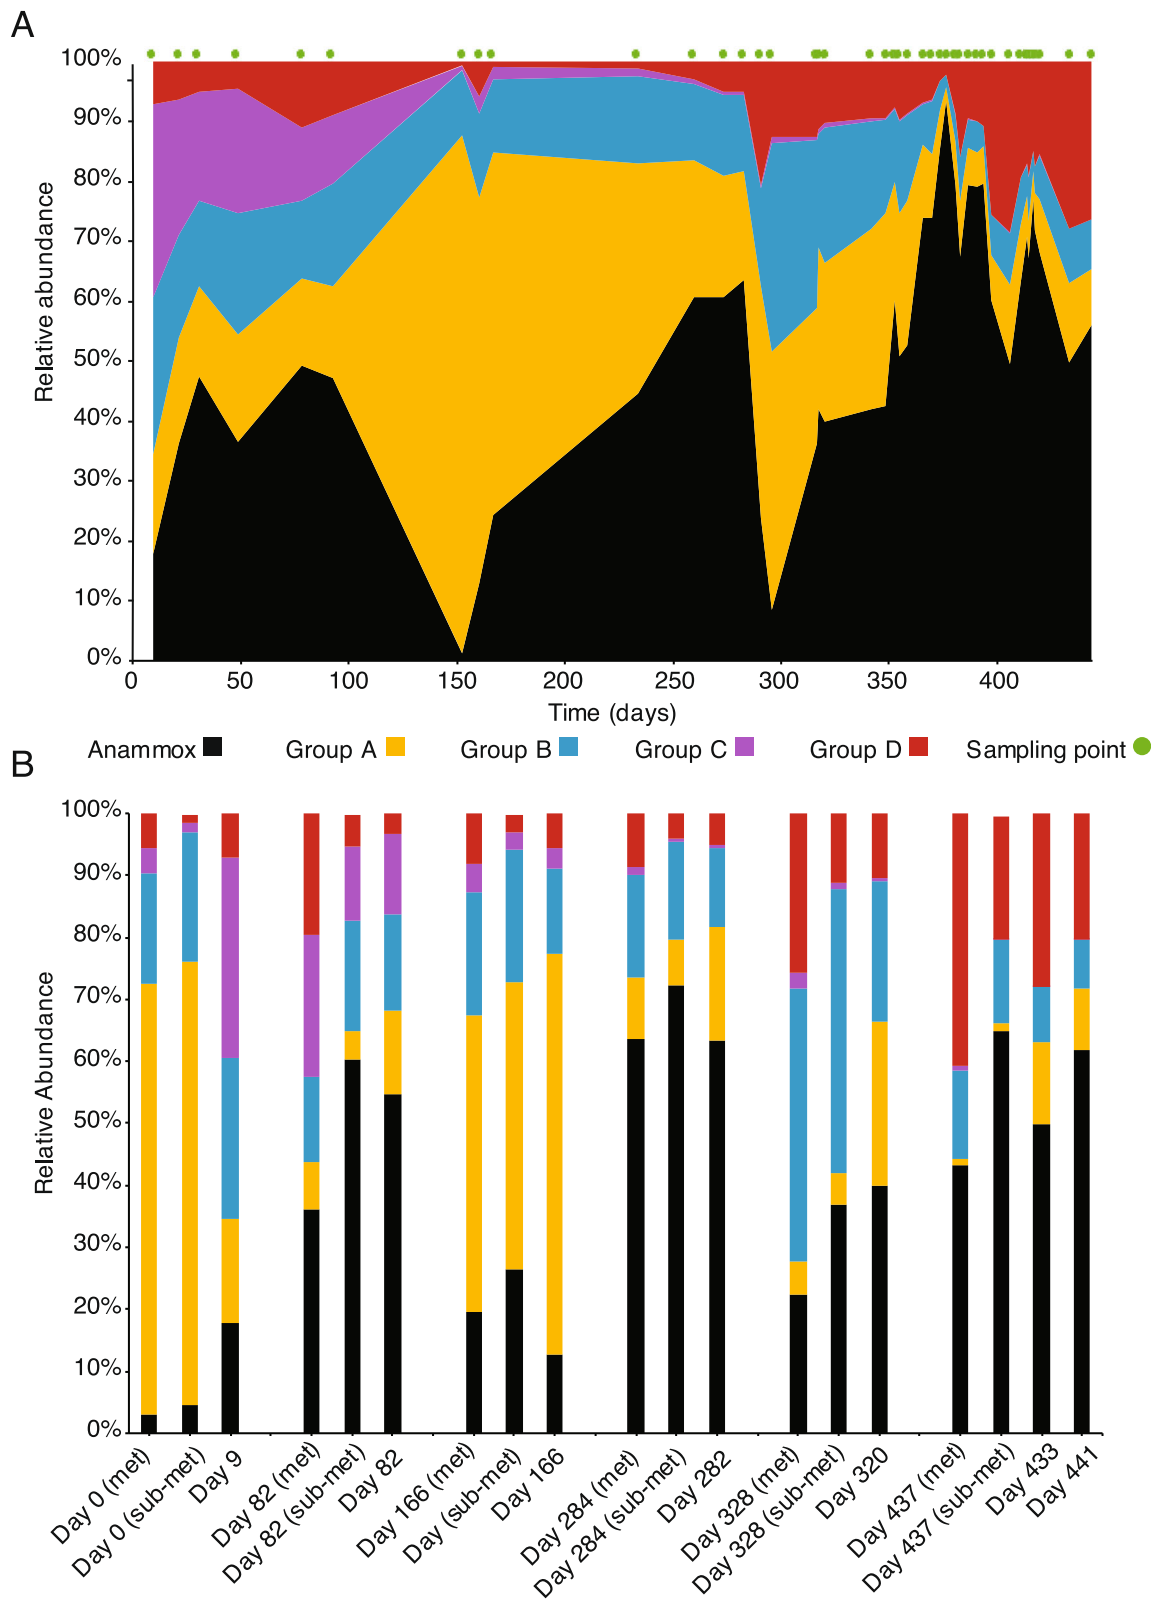 A
100%
90%
80%
70%
60%
50%
40%
30%
20%
10%
0%
Relative abundance
0 50 100 150 200 250 300 350 400
Time (days)
Anammox Group A Group B Group C Group D Sampling point
B
100%
90%
80%
70%
60%
50%
40%
30%
20%
10%
0%
Relative Abundance
Day 0 (met)
Day 0 (sub-met)
Day 9
Day 82 (met)
Day 82 (sub-met)
Day 82
Day 166 (met)
Day (sub-met)
Day 166
Day 284 (met)
Day 284 (sub-met)
Day 282
Day 328 (met)
Day 328 (sub-met)
Day 320
Day 437 (met)
Day 437 (sub-met)
Day 433
Day 441